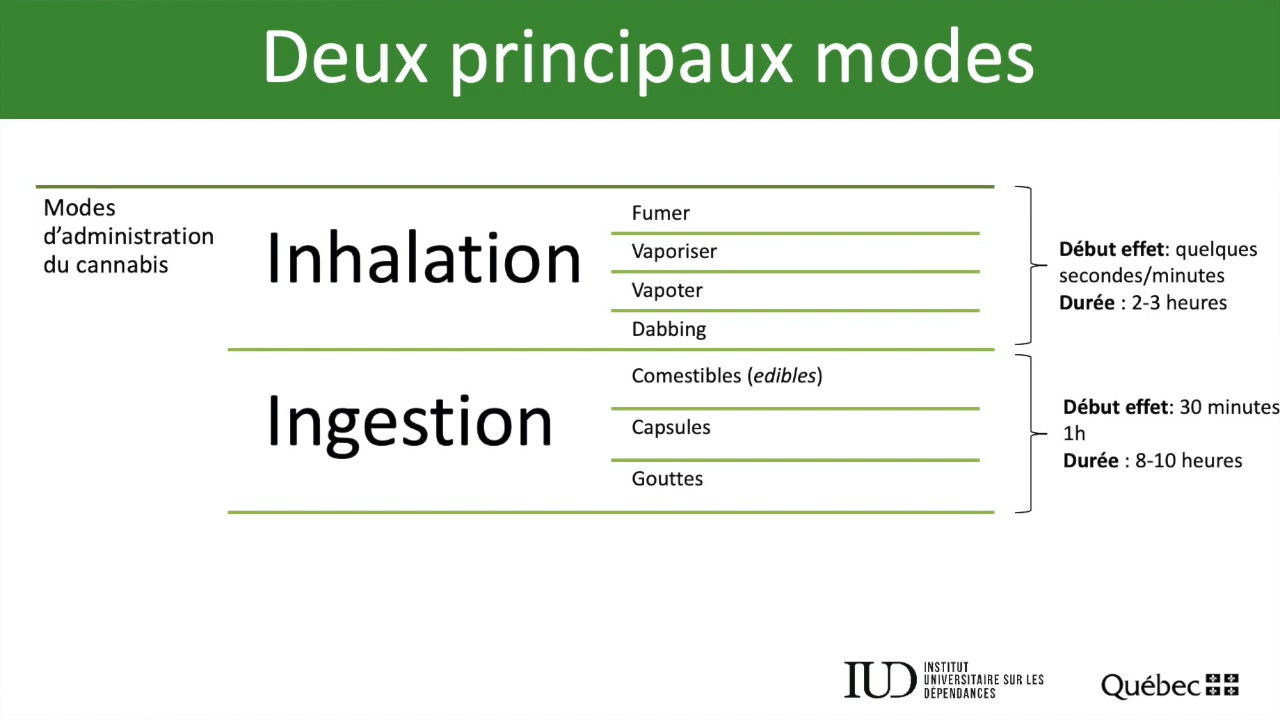 Deux principaux modes
Modes
d'administration
du cannabis
Inhalation
Fumer
Vaporiser
Vapoter
Dabbing
Début effet: quelques
secondes/minutes
Durée : 2-3 heures
Ingestion
Comestibles (edibles)
Capsules
Gouttes
Début effet: 30 minutes
1h
Durée : 8-10 heures
IUD
INSTITUT
UNIVERSITAIRE SUR LES
DÉPENDANCES
Québec